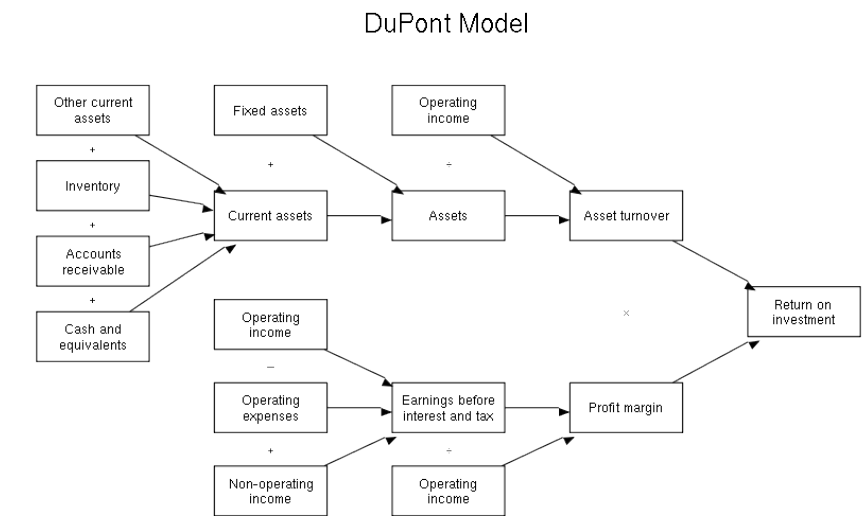 DuPont Model
Other current
assets
Fixed assets
Operating
income
+
+
÷
Inventory
Current assets
Assets
Asset turnover
+
Accounts
receivable
+
Cash and
equivalents
Operating
income
×
Return on
investment
–
Operating
expenses
Earnings before
interest and tax
Profit margin
+
÷
Non-operating
income
Operating
income